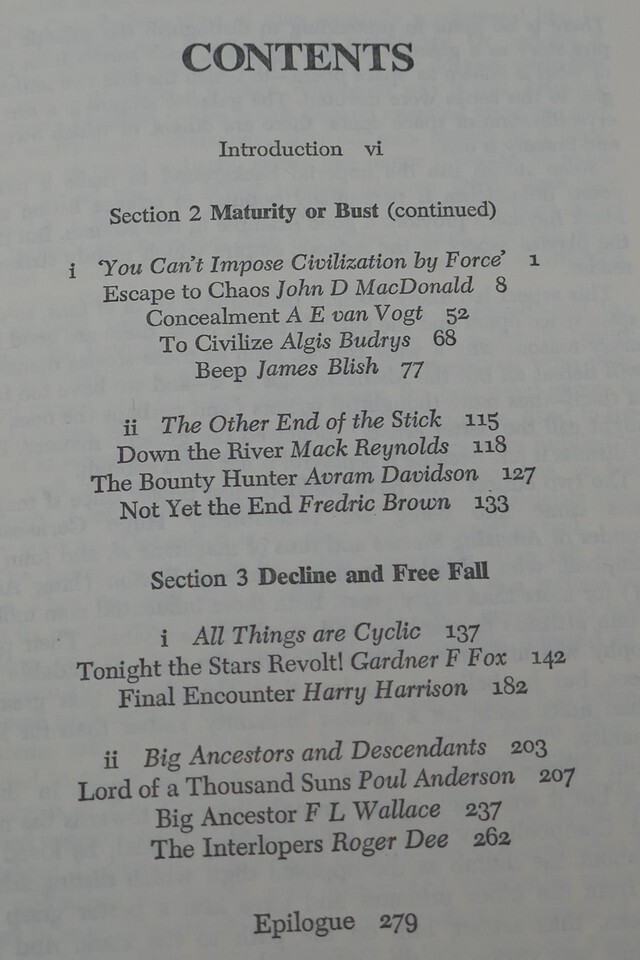 CONTENTS
Introduction vi
Section 2 Maturity or Bust (continued)
i 'You Can't Impose Civilization by Force' 1
Escape to Chaos John D MacDonald 8
Concealment A E van Vogt 52
To Civilize Algis Budrys 68
Beep James Blish 77
ii The Other End of the Stick 115
Down the River Mack Reynolds 118
The Bounty Hunter Avram Davidson 127
Not Yet the End Fredric Brown 133
Section 3 Decline and Free Fall
i All Things are Cyclic 137
Tonight the Stars Revolt! Gardner F Fox 142
Final Encounter Harry Harrison 182
ii Big Ancestors and Descendants 203
Lord of a Thousand Suns Poul Anderson 207
Big Ancestor F L Wallace 237
The Interlopers Roger Dee 262
Epilogue 279